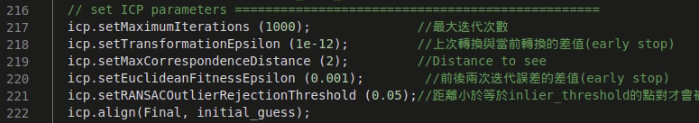 216 // set ICP parameters ===============================================
217 icp.setMaximumIterations (1000); //最大迭代次數
218 icp.setTransformationEpsilon (1e-12); //上次轉換與當前轉換的差值(early stop)
219 icp.setMaxCorrespondenceDistance (2); //Distance to see
220 icp.setEuclideanFitnessEpsilon (0.001); //前後兩次迭代誤差的差值(early stop)
221 icp.setRANSACOutlierRejectionThreshold (0.05);//距離小於等於inlier_threshold的點對才會
222 icp.align(Final, initial_guess);